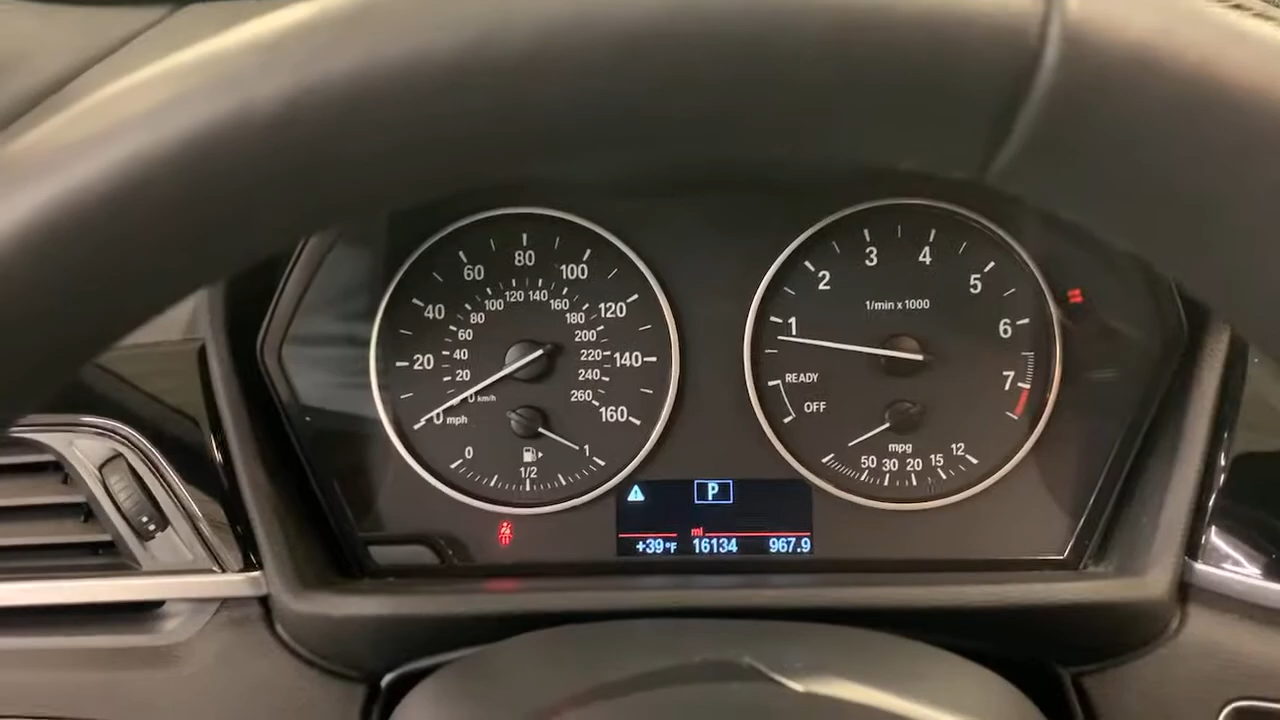 20 40 60 80 100 120 140 160
0 mph
0 km/h
20 40 60 80 100 120 140 160 180 200 220 240 260
0 1/2 1
1 2 3 4 5 6 7
1/min x 1000
READY
OFF
mpg
50 30 20 15 12
P
mi
+39°F 16134 967.9